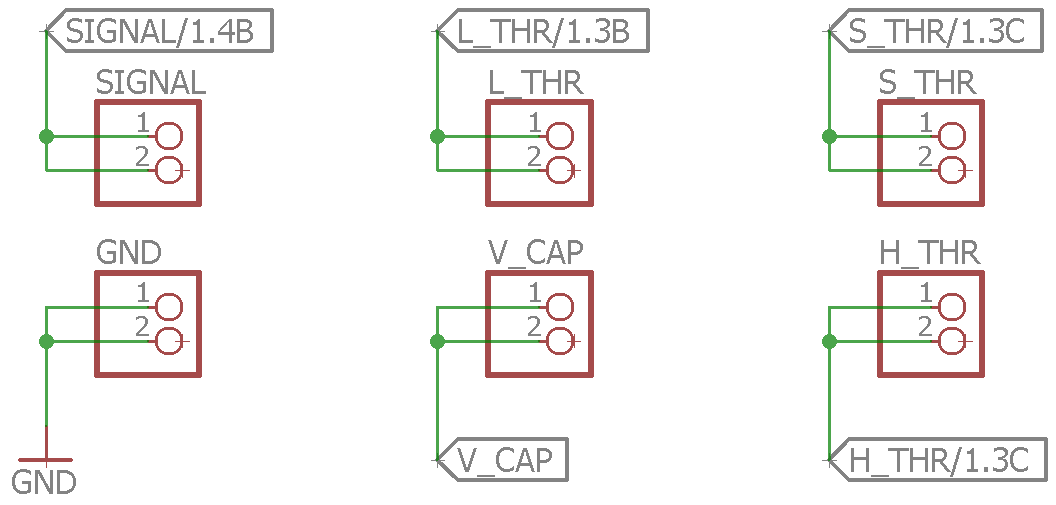 SIGNAL/1.4B
L_THR/1.3B
S_THR/1.3C
SIGNAL
L_THR
S_THR
1
1
1
2
2
2
GND
V_CAP
H_THR
1
1
1
2
2
2
V_CAP
H_THR/1.3C
GND